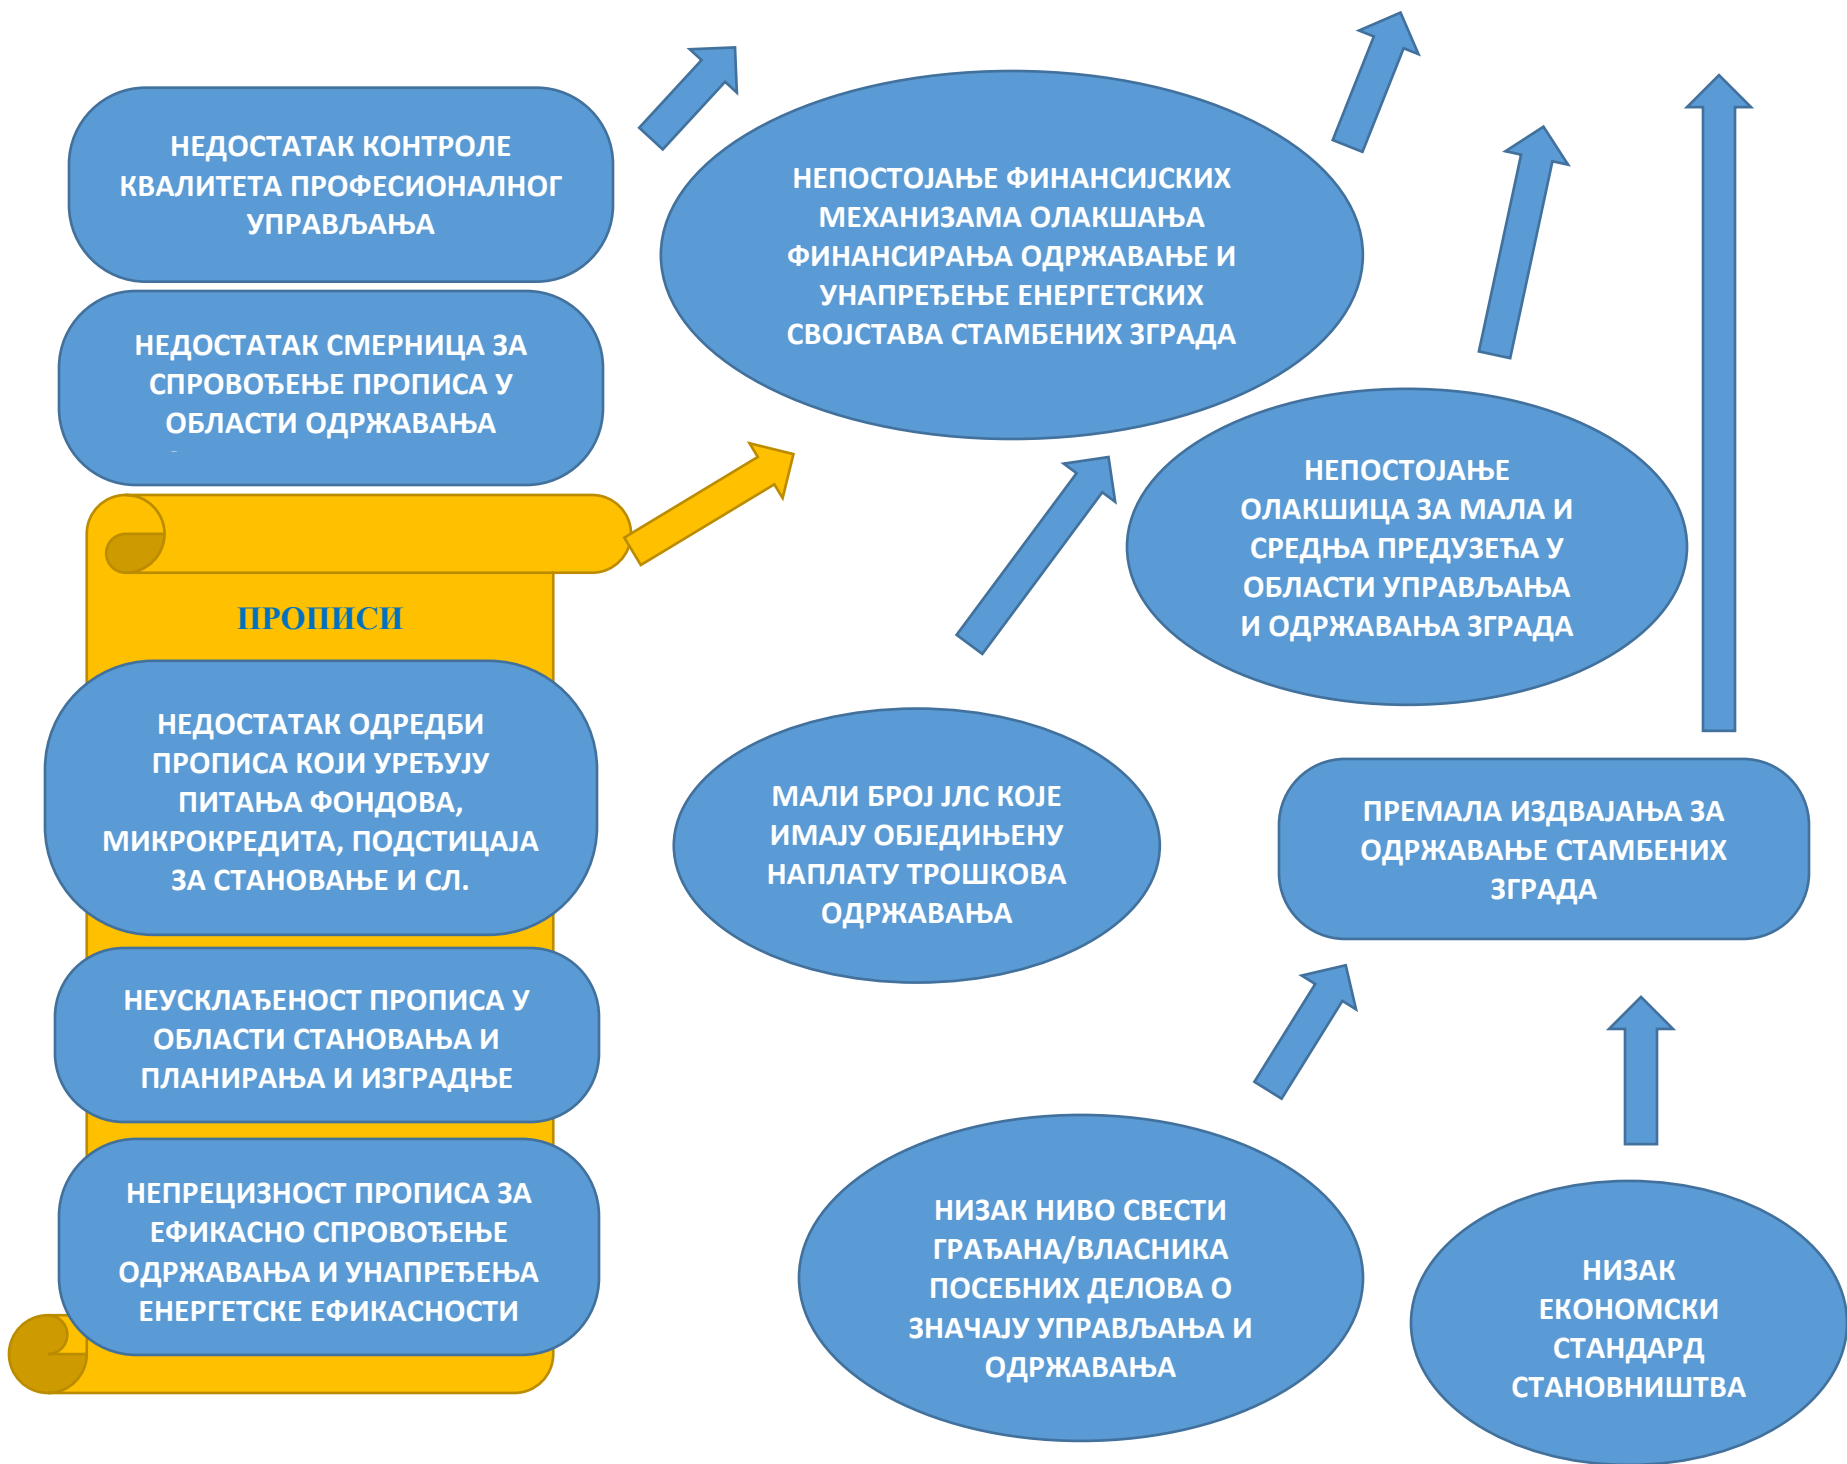 НЕДОСТАТАК КОНТРОЛЕ
КВАЛИТЕТА ПРОФЕСИОНАЛНОГ
УПРАВЉАЊА
НЕДОСТАТАК СМЕРНИЦА ЗА
СПРОВОЂЕЊЕ ПРОПИСА У
ОБЛАСТИ ОДРЖАВАЊА
ПРОПИСИ
НЕДОСТАТАК ОДРЕДБИ
ПРОПИСА КОЈИ УРЕЂУЈУ
ПИТАЊА ФОНДОВА,
МИКРОКРЕДИТА, ПОДСТИЦАЈА
ЗА СТАНОВАЊЕ И СЛ.
НЕУСКЛАЂЕНОСТ ПРОПИСА У
ОБЛАСТИ СТАНОВАЊА И
ПЛАНИРАЊА И ИЗГРАДЊЕ
НЕПРЕЦИЗНОСТ ПРОПИСА ЗА
ЕФИКАСНО СПРОВОЂЕЊЕ
ОДРЖАВАЊА И УНАПРЕЂЕЊА
ЕНЕРГЕТСКЕ ЕФИКАСНОСТИ
НЕПОСТОЈАЊЕ ФИНАНСИЈСКИХ
МЕХАНИЗАМА ОЛАКШАЊА
ФИНАНСИРАЊА ОДРЖАВАЊЕ И
УНАПРЕЂЕЊЕ ЕНЕРГЕТСКИХ
СВОЈСТАВА СТАМБЕНИХ ЗГРАДА
НЕПОСТОЈАЊЕ
ОЛАКШИЦА ЗА МАЛА И
СРЕДЊА ПРЕДУЗЕЋА У
ОБЛАСТИ УПРАВЉАЊА
И ОДРЖАВАЊА ЗГРАДА
МАЛИ БРОЈ ЈЛС КОЈЕ
ИМАЈУ ОБЈЕДИЊЕНУ
НАПЛАТУ ТРОШКОВА
ОДРЖАВАЊА
ПРЕМАЛА ИЗДВАЈАЊА ЗА
ОДРЖАВАЊЕ СТАМБЕНИХ
ЗГРАДА
НИЗАК НИВО СВЕСТИ
ГРАЂАНА/ВЛАСНИКА
ПОСЕБНИХ ДЕЛОВА О
ЗНАЧАЈУ УПРАВЉАЊА И
ОДРЖАВАЊА
НИЗАК
ЕКОНОМСКИ
СТАНДАРД
СТАНОВНИШТВА